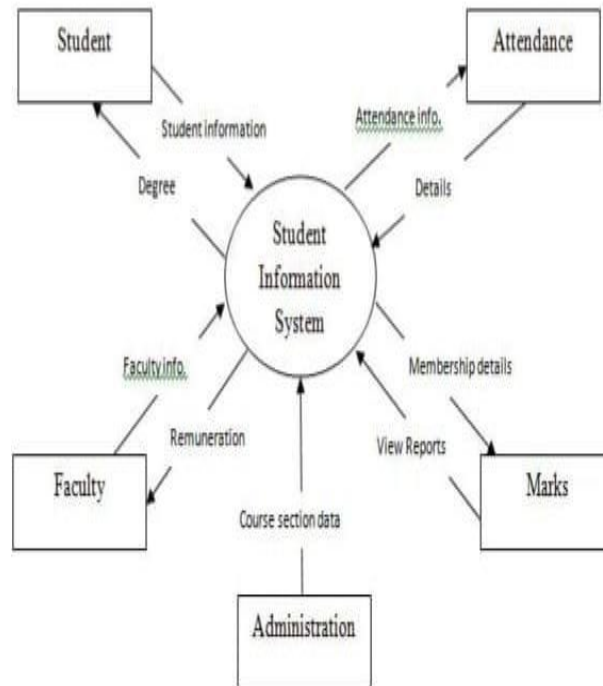 Student
Attendance
Student information
Attendance info.
Degree
Details
Student
Information
System
Faculty info.
Membership details
Remuneration
View Reports
Faculty
Marks
Course section data
Administration